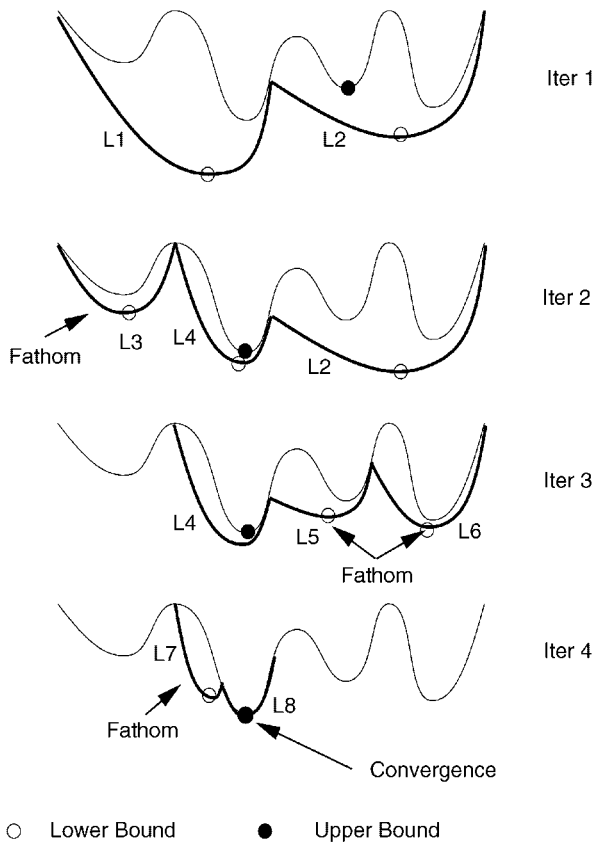 Iter 1
L1
L2
Iter 2
L3
L4
L2
Fathom
Iter 3
L4
L5
L6
Fathom
Iter 4
L7
L8
Fathom
Convergence
Lower Bound
Upper Bound